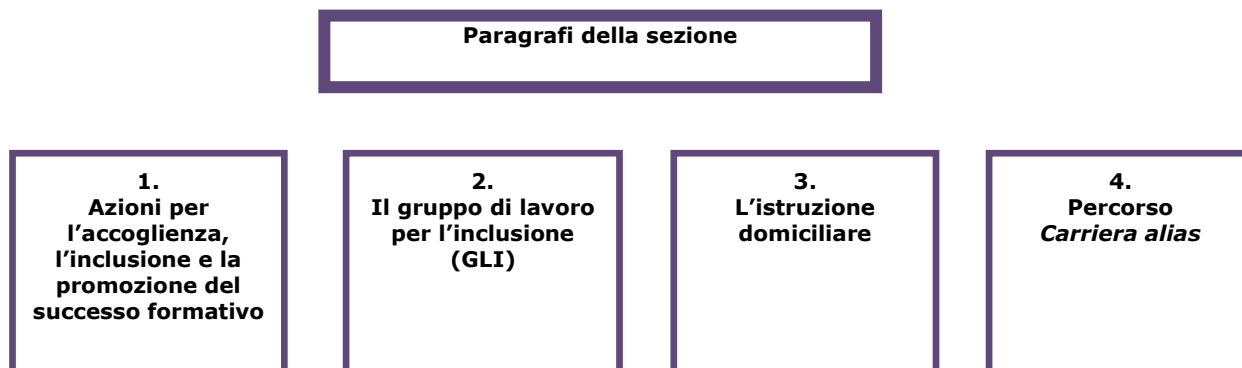 Paragrafi della sezione
1.
Azioni per
l’accoglienza,
l’inclusione e la
promozione del
successo formativo
2.
Il gruppo di lavoro
per l’inclusione
(GLI)
3.
L’istruzione
domiciliare
4.
Percorso
Carriera alias